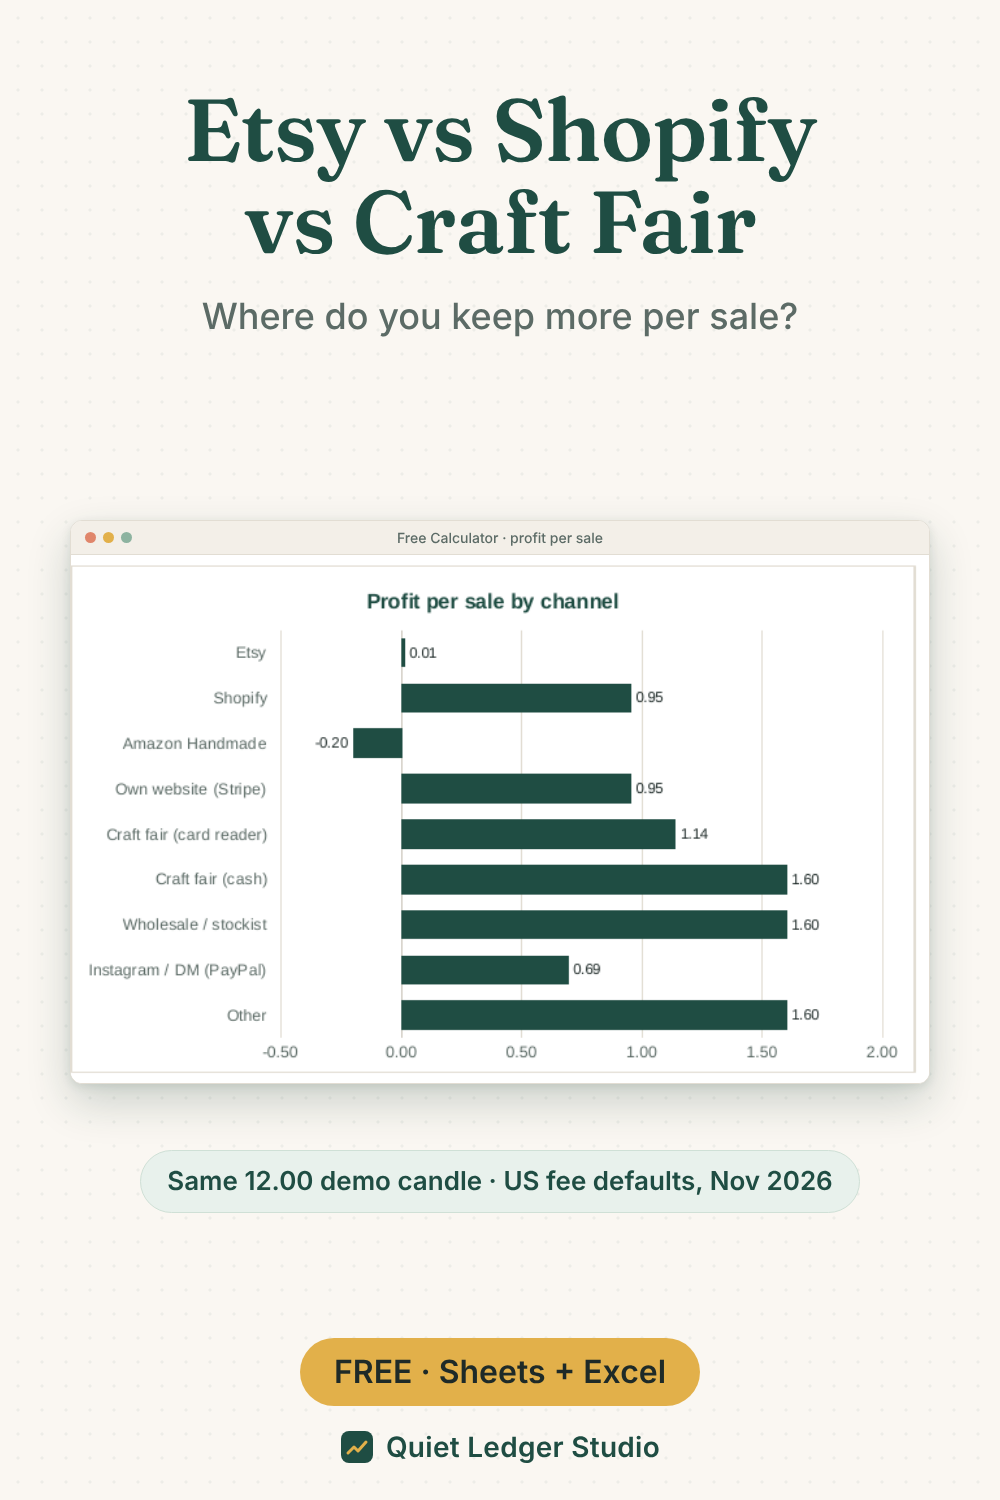 Etsy vs Shopify
vs Craft Fair
Where do you keep more per sale?
Free Calculator · profit per sale
Profit per sale by channel
Etsy 0.01
Shopify 0.95
Amazon Handmade -0.20
Own website (Stripe) 0.95
Craft fair (card reader) 1.14
Craft fair (cash) 1.60
Wholesale / stockist 1.60
Instagram / DM (PayPal) 0.69
Other 1.60
-0.50 0.00 0.50 1.00 1.50 2.00
Same 12.00 demo candle · US fee defaults, Nov 2026
FREE · Sheets + Excel
Quiet Ledger Studio